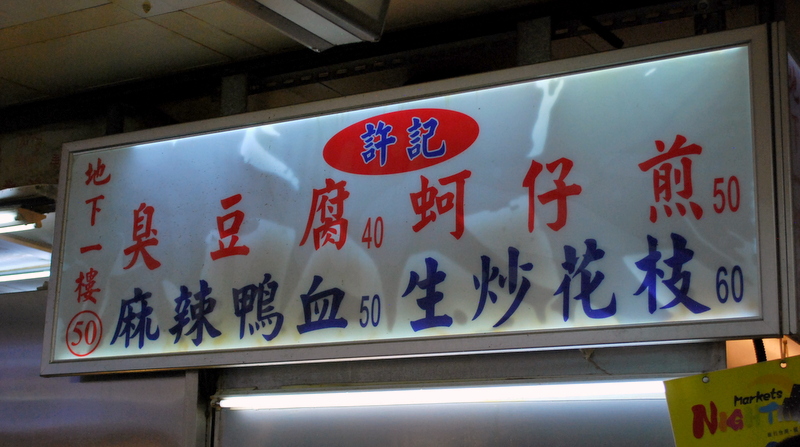 許記
地下一樓 50
臭豆腐 40 蚵仔煎 50
麻辣鴨血 50 生炒花枝 60
Markets
NIGHT